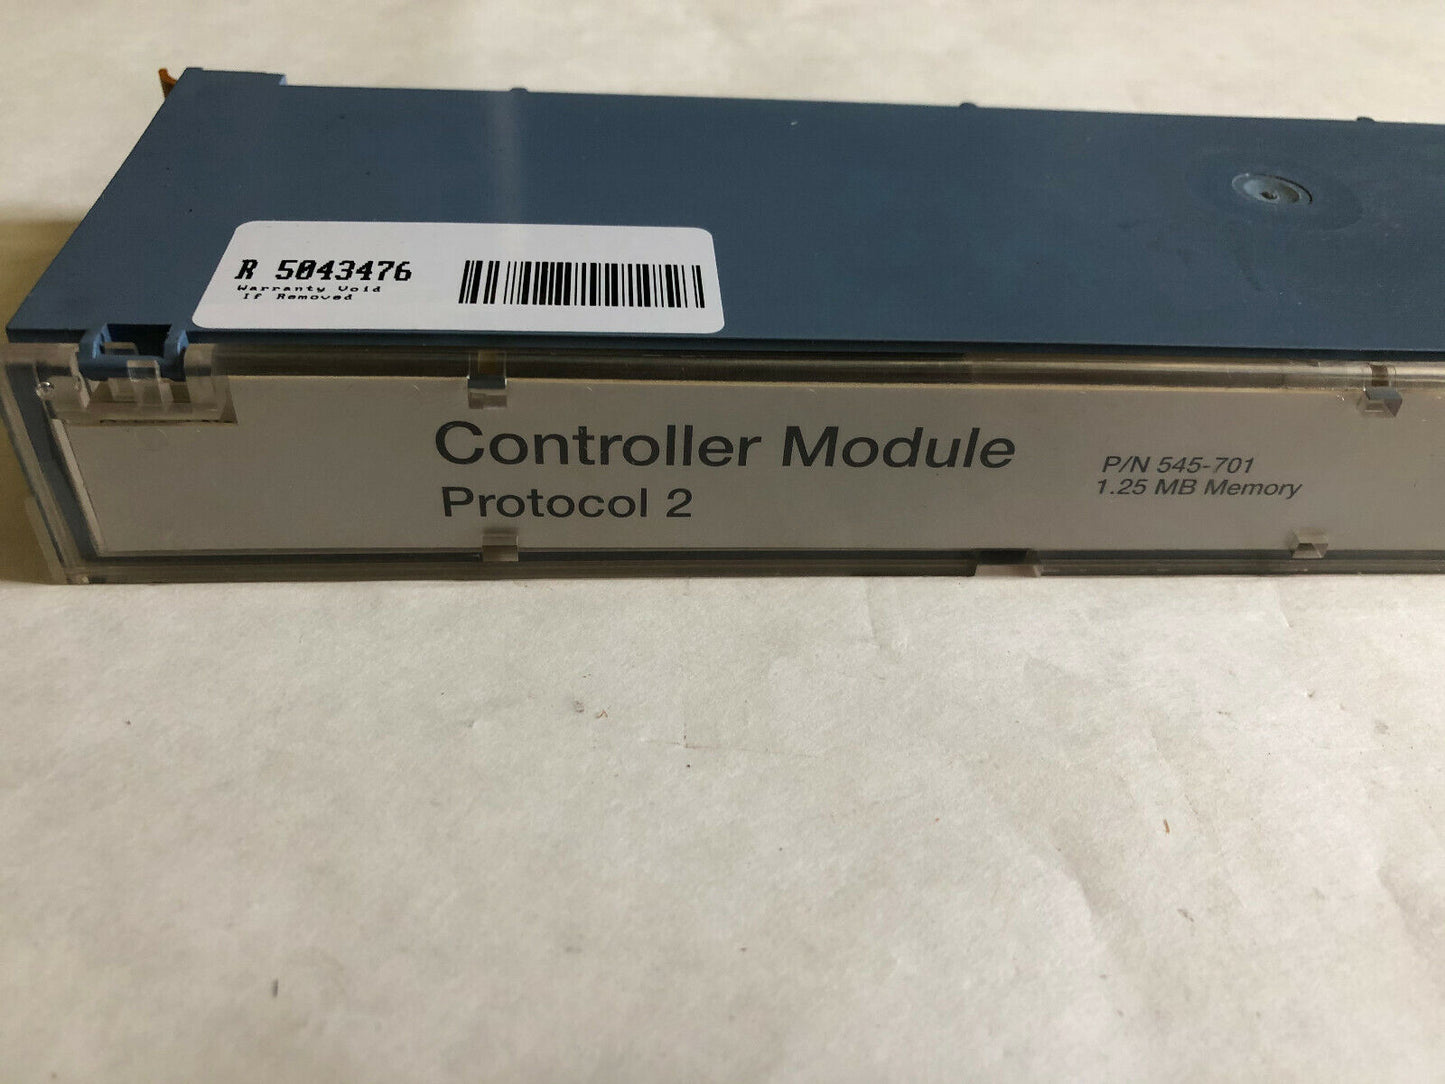 R 5043476
Warranty Void
If Removed
Controller Module
Protocol 2
P/N 545-701
1.25 MB Memory